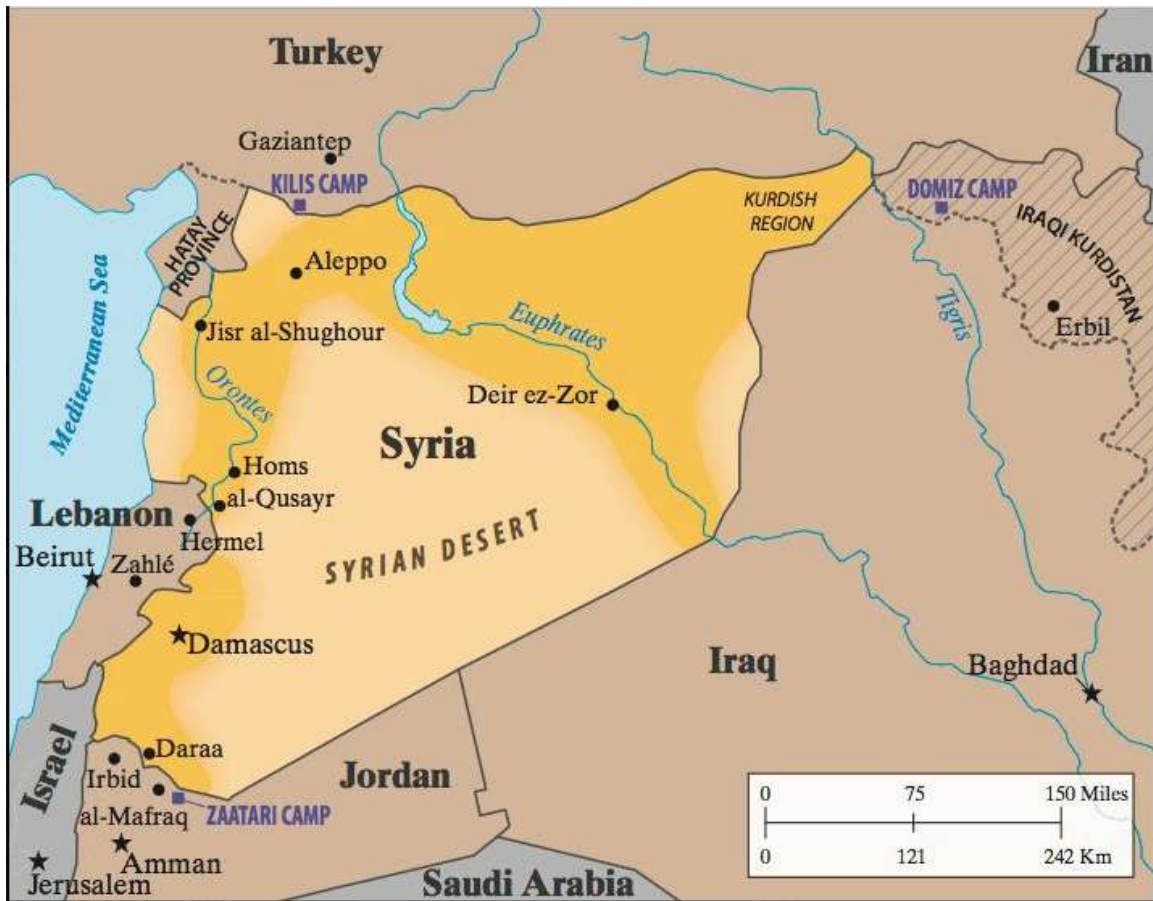 Turkey
Iran
Gaziantep
KILIS CAMP
KURDISH
REGION
DOMIZ CAMP
HATAY
PROVINCE
IRAQI KURDISTAN
Aleppo
Mediterranean Sea
Jisr al-Shughour
Euphrates
Tigris
Erbil
Orontes
Deir ez-Zor
Syria
Homs
al-Qusayr
Lebanon
Hermel
SYRIAN DESERT
Beirut
Zahlé
Damascus
Iraq
Baghdad
Israel
Daraa
Irbid
Jordan
al-Mafraq
ZAATARI CAMP
Amman
Jerusalem
Saudi Arabia
0 75 150 Miles
0 121 242 Km